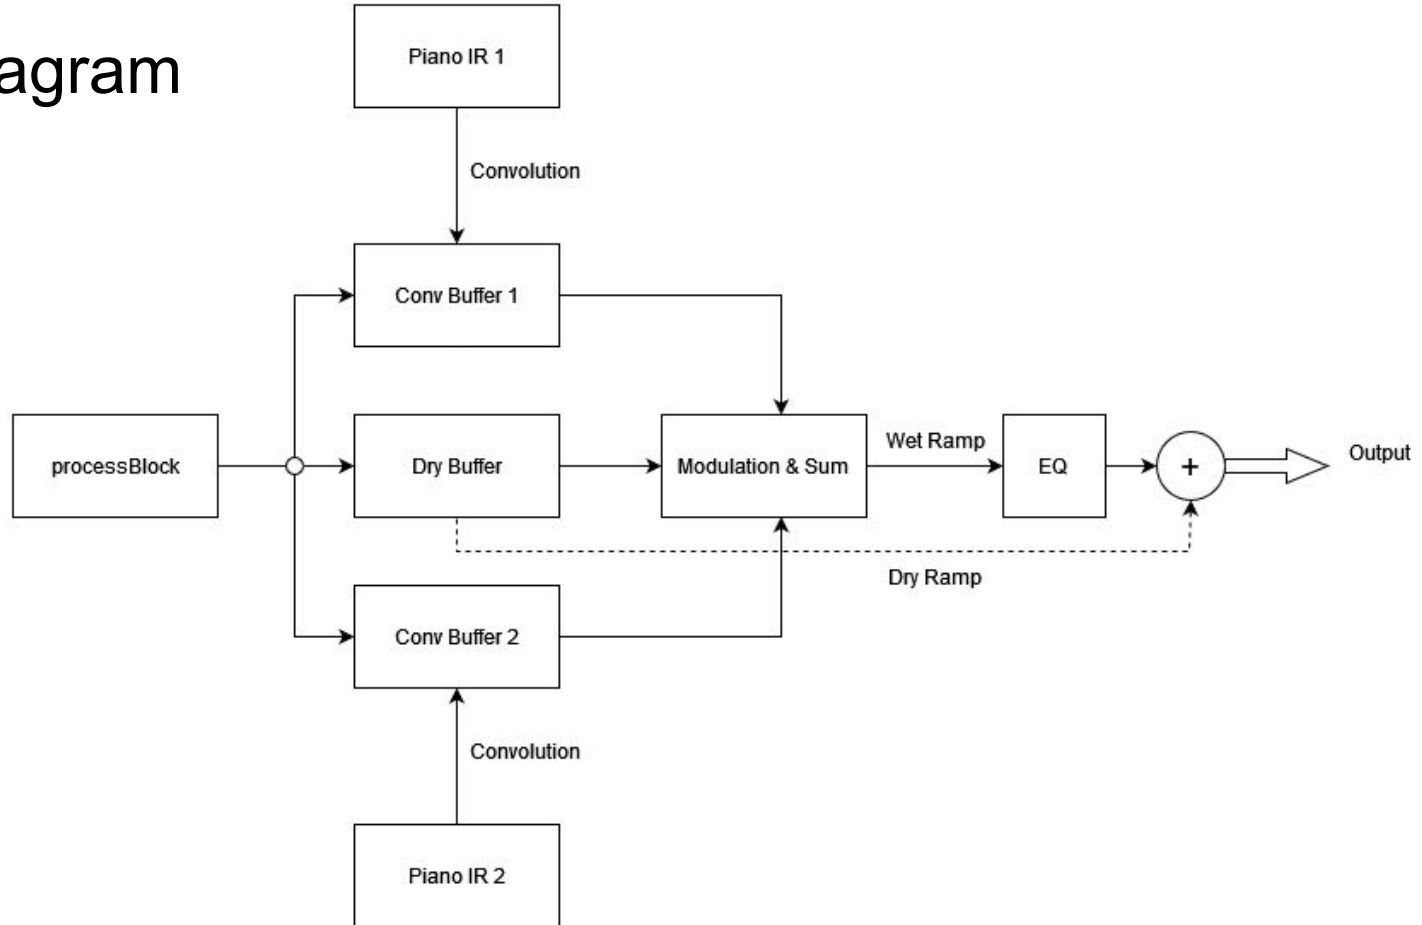 agram
Piano IR 1
Convolution
Conv Buffer 1
processBlock
Dry Buffer
Modulation & Sum
Wet Ramp
EQ
+
Output
Dry Ramp
Conv Buffer 2
Convolution
Piano IR 2